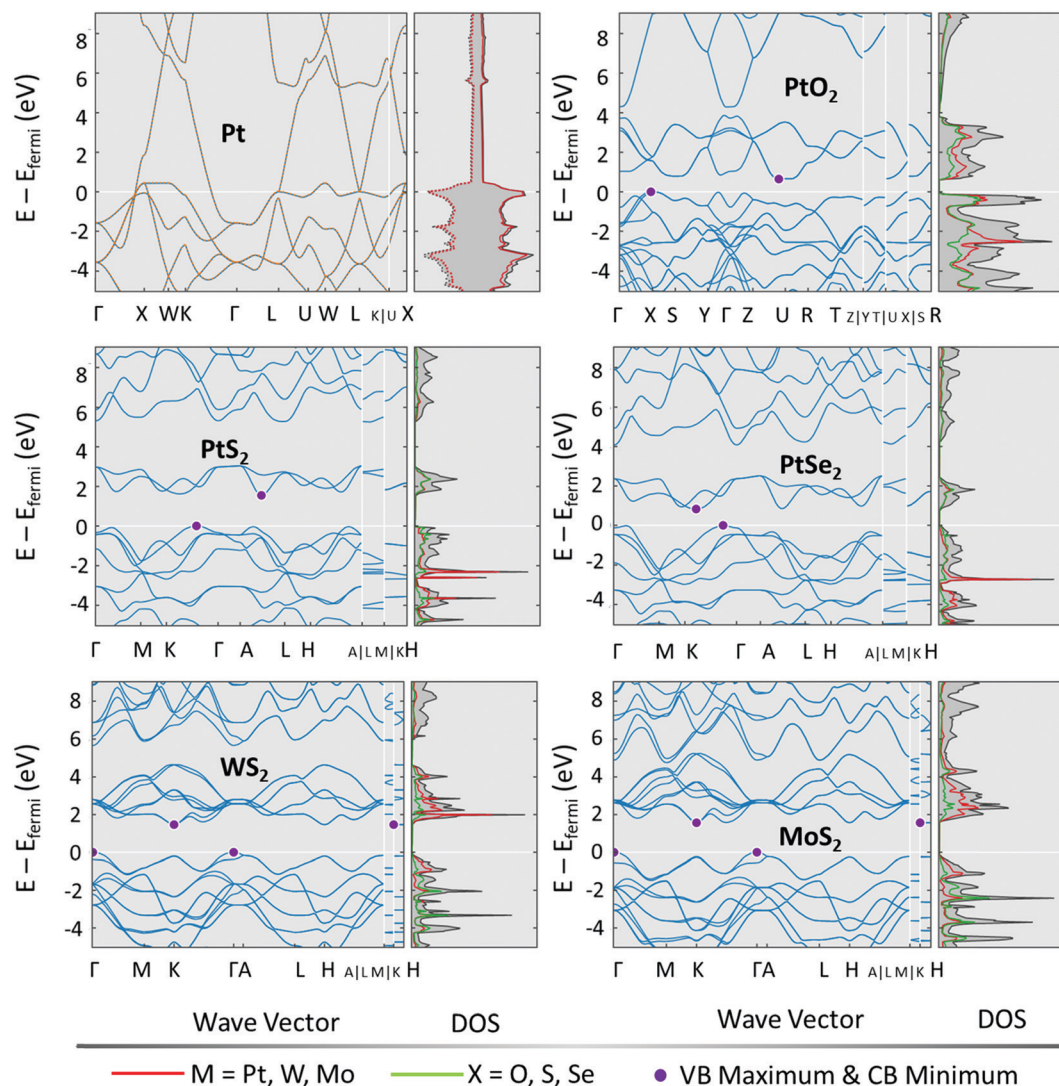 E − E_fermi (eV)
8
6
4
2
0
-2
-4
Pt
Γ X W K Γ L U W L K|U X
E − E_fermi (eV)
8
6
4
2
0
-2
-4
PtO₂
Γ X S Y Γ Z U R T Z|Y T|U X|S R
E − E_fermi (eV)
8
6
4
2
0
-2
-4
PtS₂
Γ M K Γ A L H A|L M|K H
E − E_fermi (eV)
8
6
4
2
0
-2
-4
PtSe₂
Γ M K Γ A L H A|L M|K H
E − E_fermi (eV)
8
6
4
2
0
-2
-4
WS₂
Γ M K Γ A L H A|L M|K H
E − E_fermi (eV)
8
6
4
2
0
-2
-4
MoS₂
Γ M K Γ A L H A|L M|K H
Wave Vector DOS Wave Vector DOS
M = Pt, W, Mo X = O, S, Se VB Maximum & CB Minimum